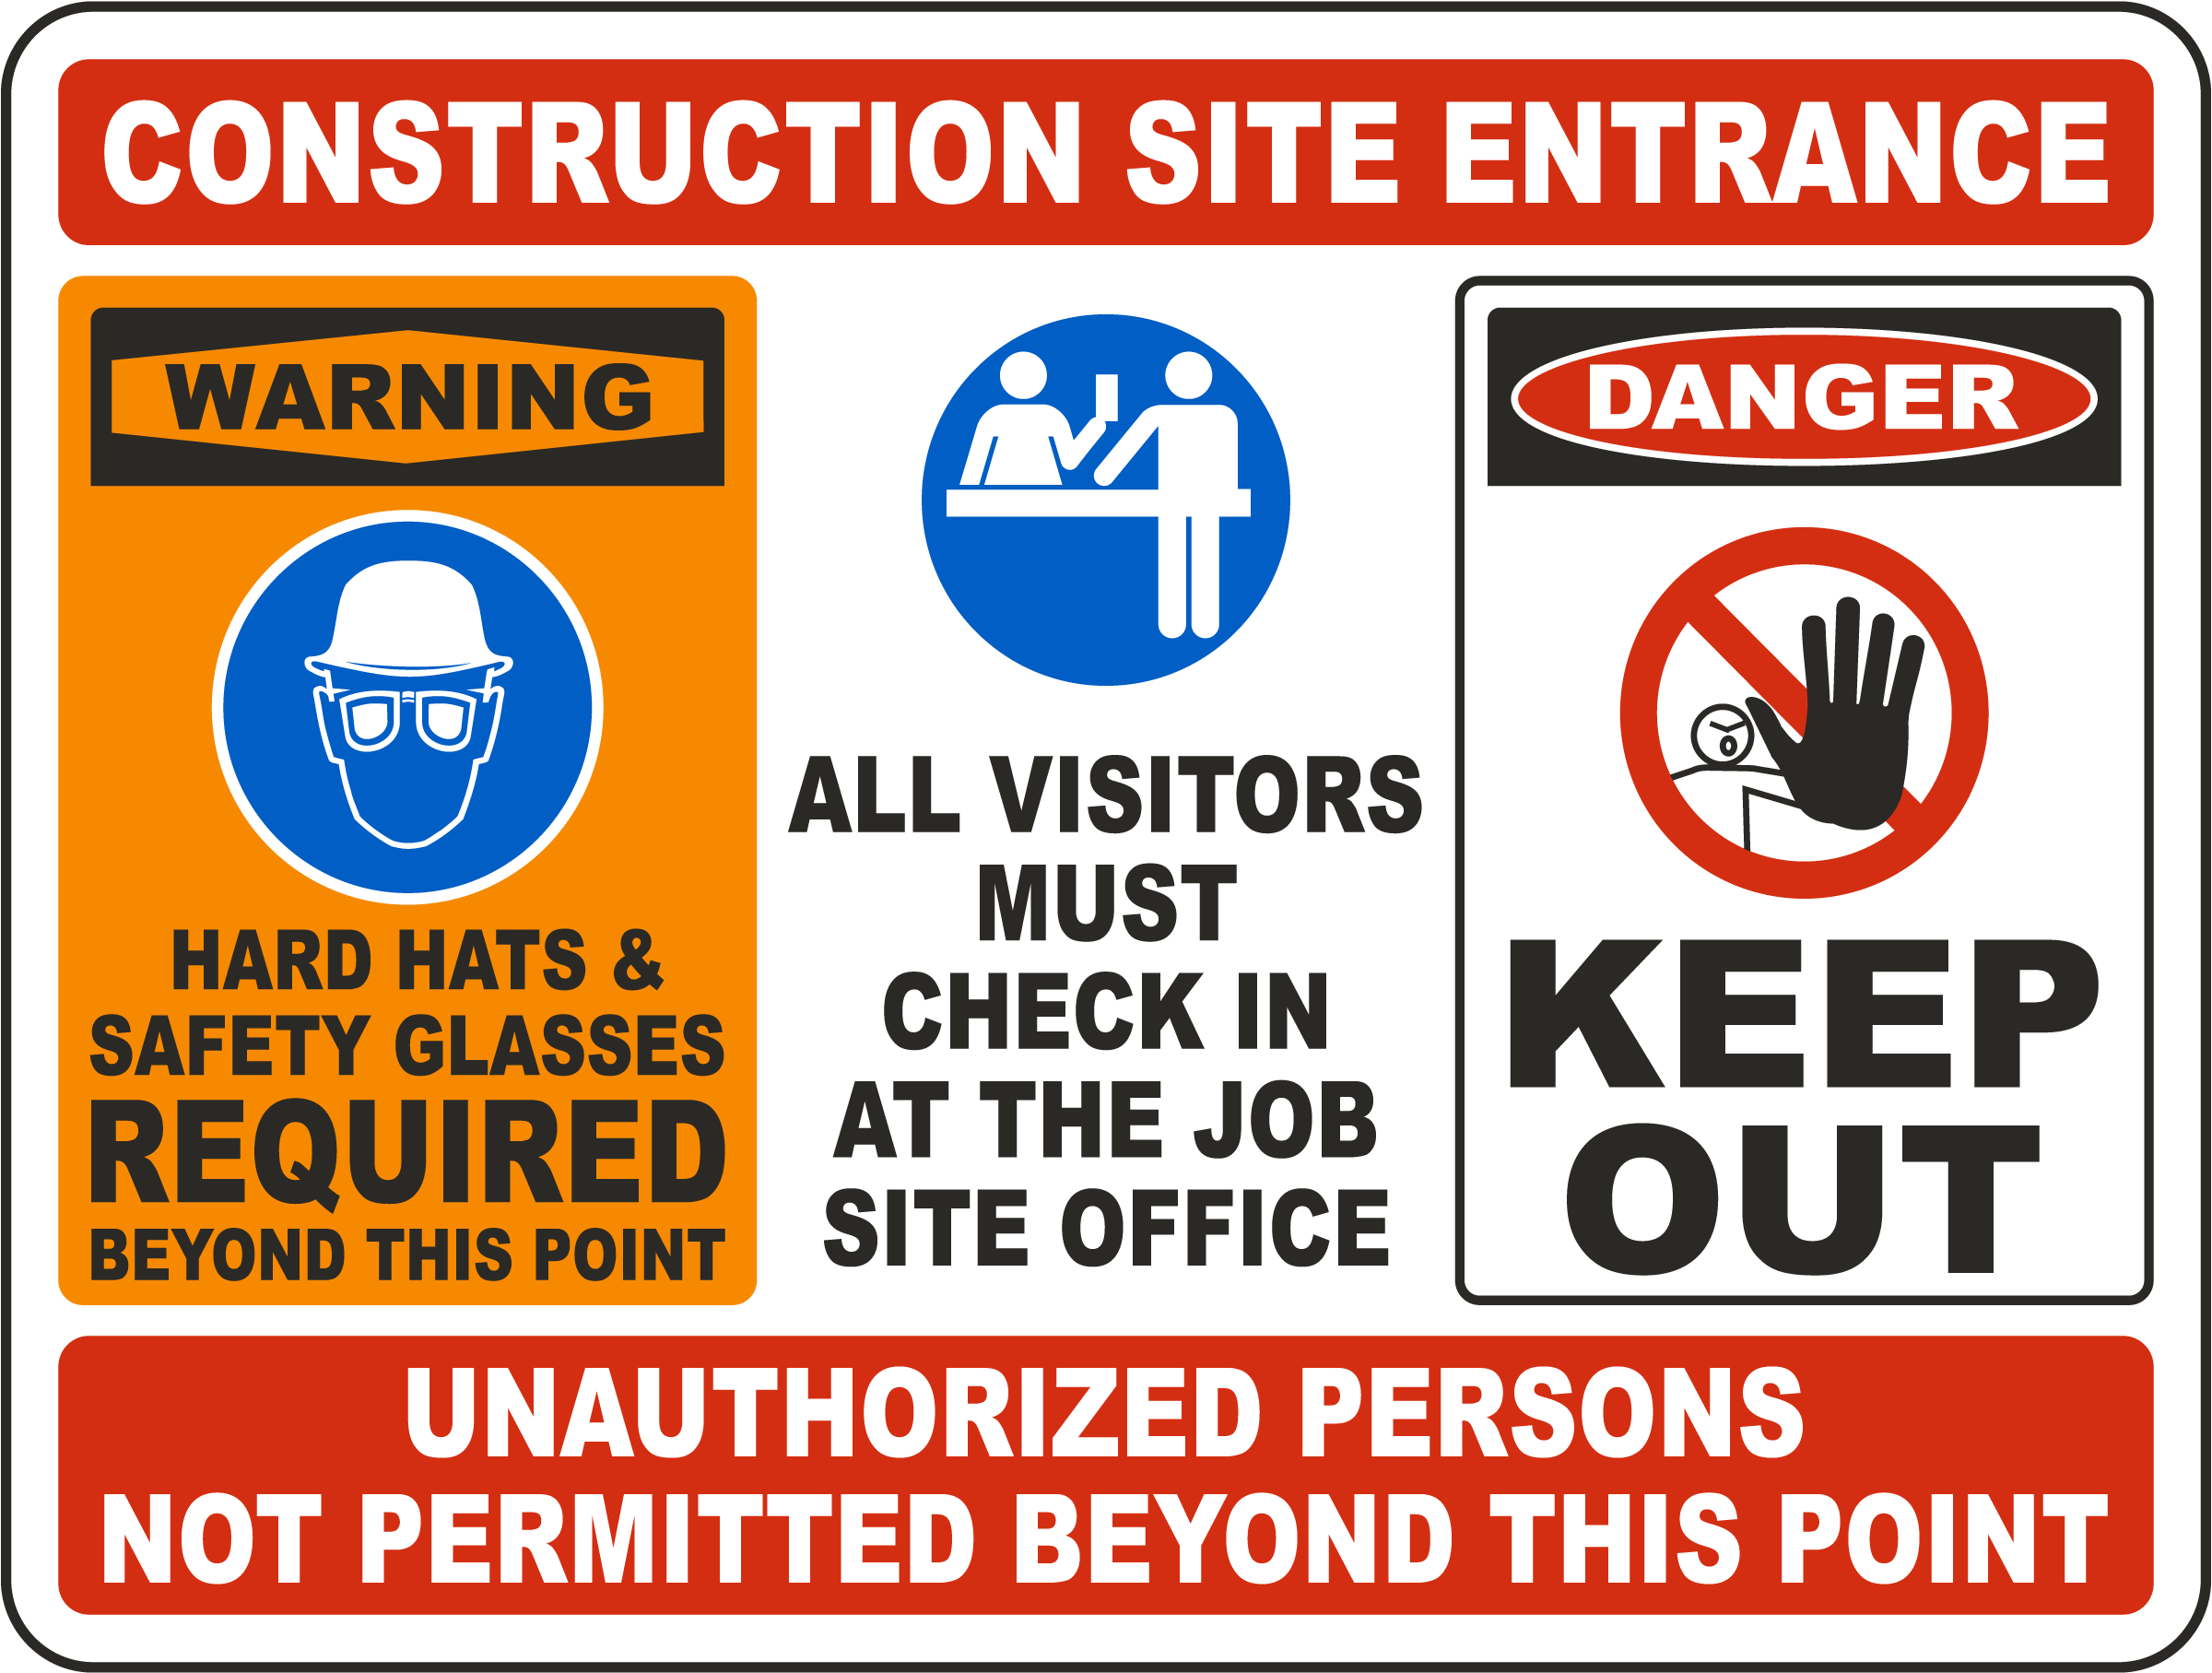 CONSTRUCTION SITE ENTRANCE
WARNING
HARD HATS &
SAFETY GLASSES
REQUIRED
BEYOND THIS POINT
ALL VISITORS
MUST
CHECK IN
AT THE JOB
SITE OFFICE
DANGER
KEEP
OUT
UNAUTHORIZED PERSONS
NOT PERMITTED BEYOND THIS POINT